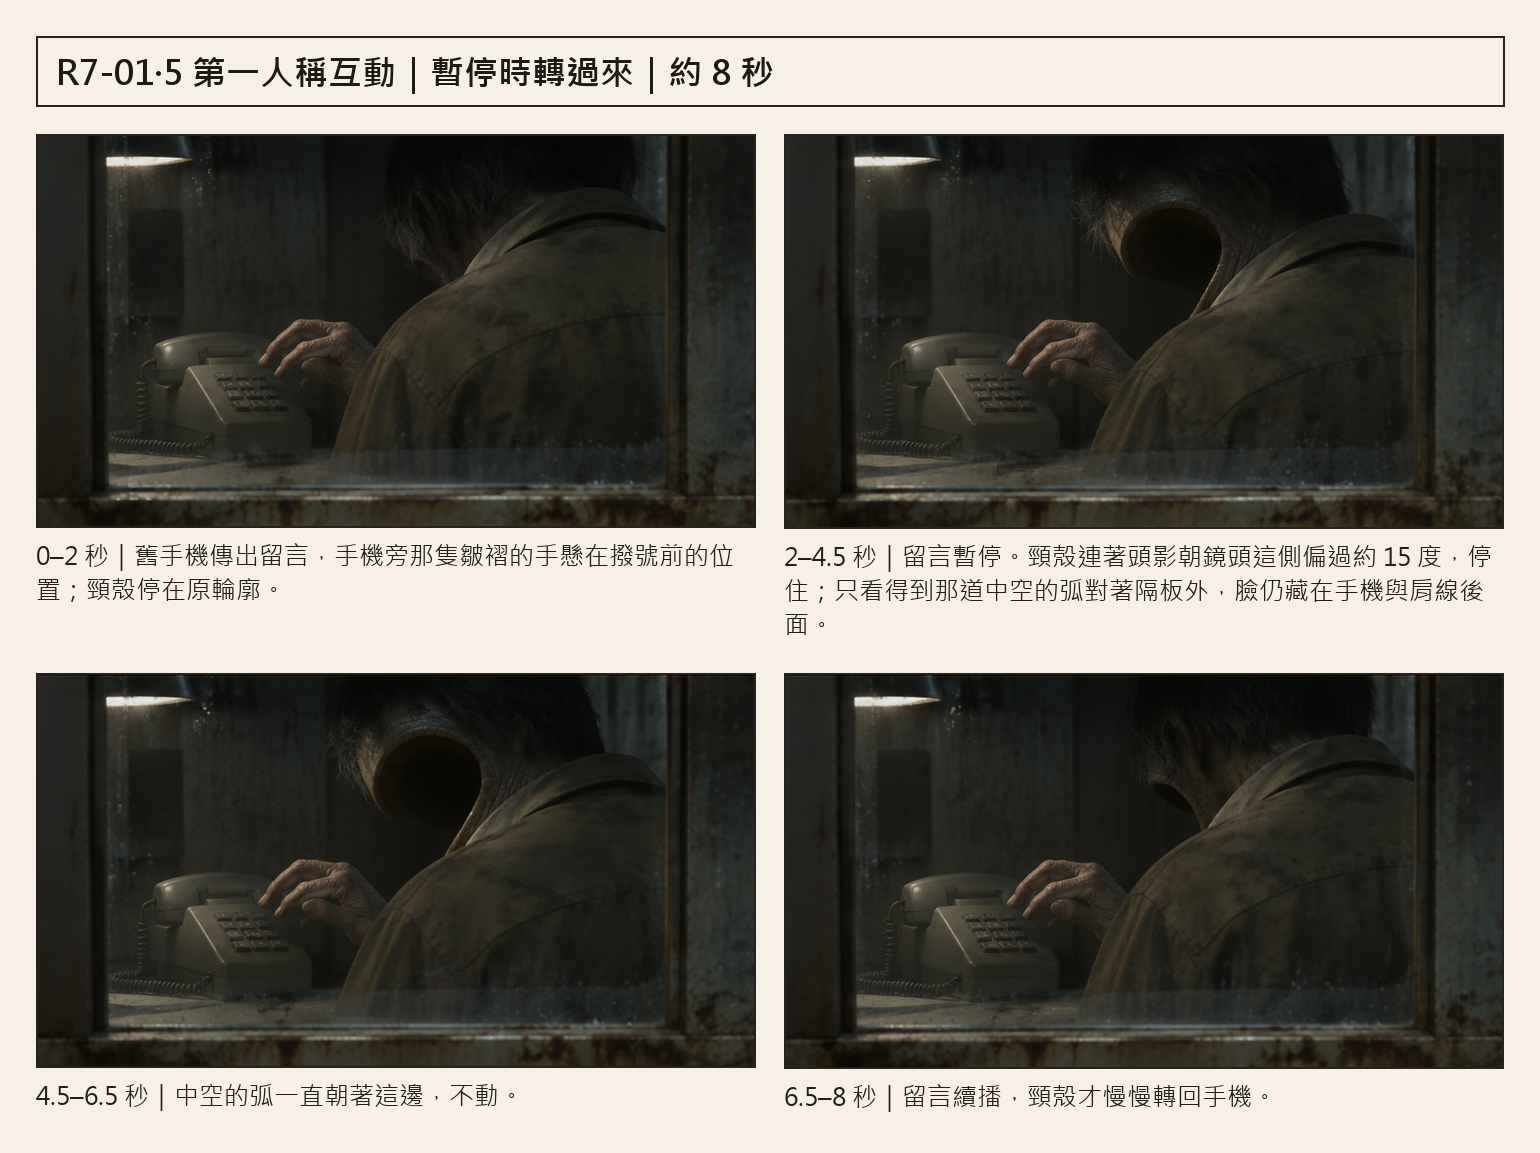 R7-01·5 第一人稱互動｜暫停時轉過來｜約 8 秒
0–2 秒｜舊手機傳出留言，手機旁那隻皺褶的手懸在撥號前的位
置；頸殼停在原輪廓。
2–4.5 秒｜留言暫停。頸殼連著頭影朝鏡頭這側偏過約 15 度，停
住；只看得到那道中空的弧對著隔板外，臉仍藏在手機與肩線後
面。
4.5–6.5 秒｜中空的弧一直朝著這邊，不動。
6.5–8 秒｜留言續播，頸殼才慢慢轉回手機。